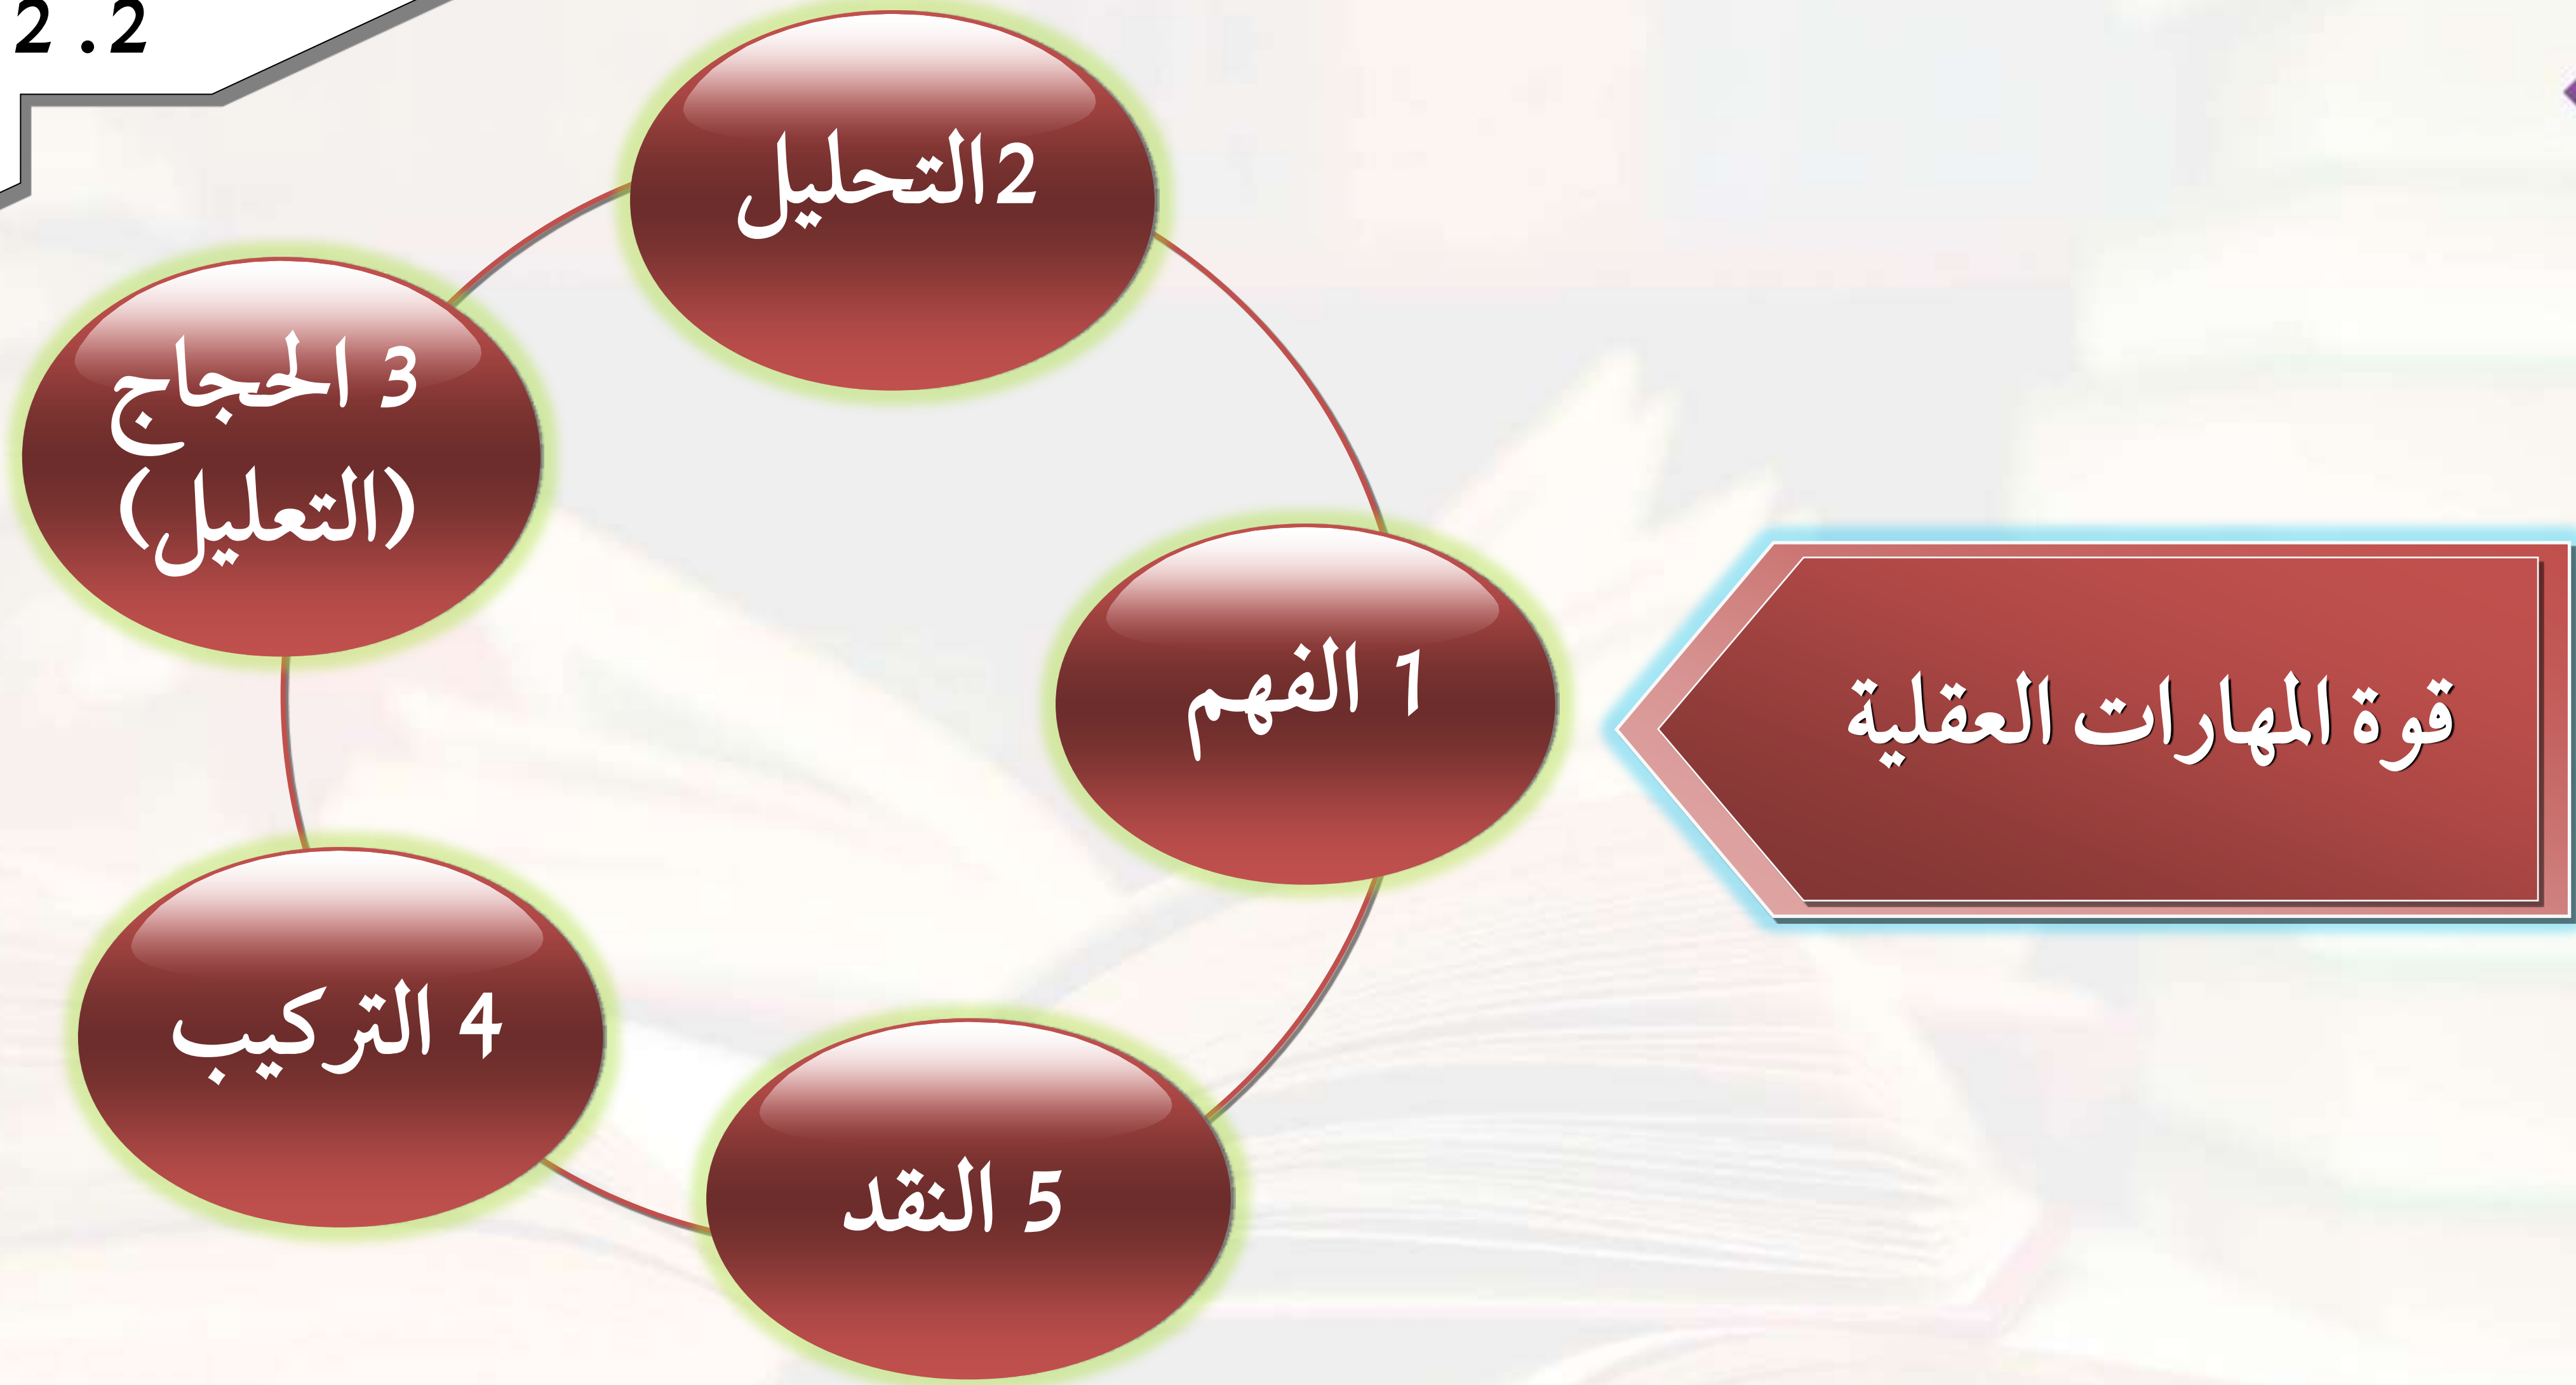 2.2
قوة المهارات العقلية
1 الفهم
2التحليل
3 الحجاج
(التعليل)
4 التركيب
5 النقد